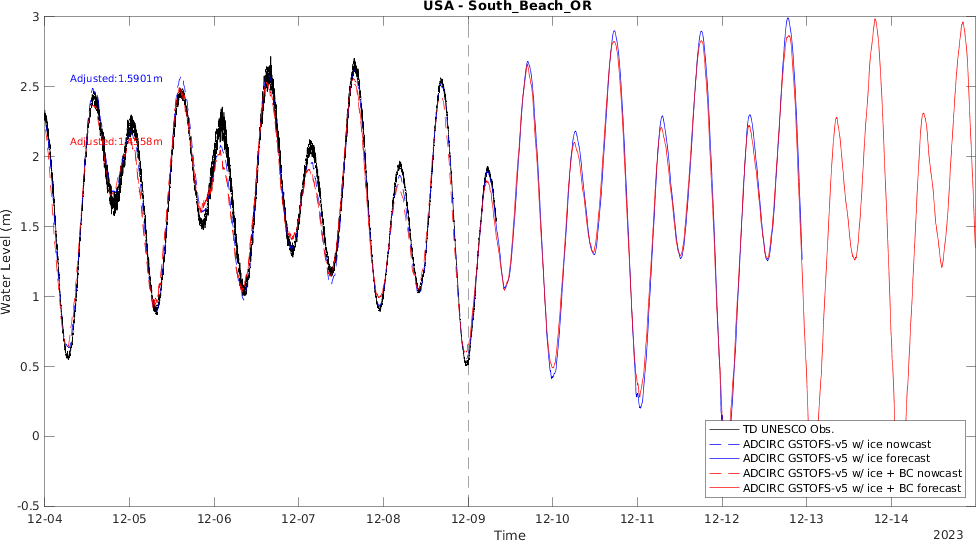 USA - South_Beach_OR
Water Level (m)
3
2.5
2
1.5
1
0.5
0
-0.5
Adjusted:1.5901m
TD UNESCO Obs.
ADCIRC GSTOFS-v5 w/ ice nowcast
ADCIRC GSTOFS-v5 w/ ice forecast
ADCIRC GSTOFS-v5 w/ ice + BC nowcast
ADCIRC GSTOFS-v5 w/ ice + BC forecast
12-04 12-05 12-06 12-07 12-08 12-09 12-10 12-11 12-12 12-13 12-14
Time
2023